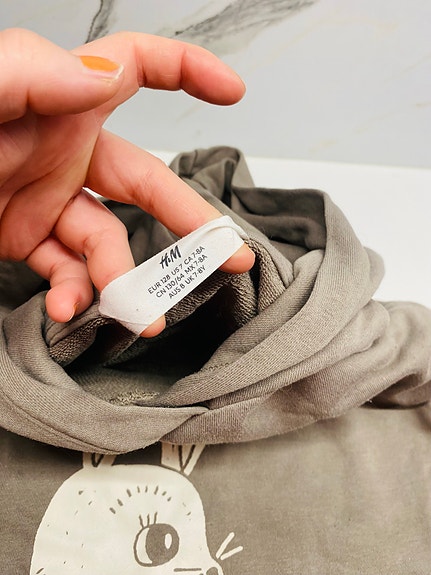 H&M
EUR 128 US 7 CA 7-8A
CN 130/64 MX 7-8A
AUS 8 UK 7-8Y